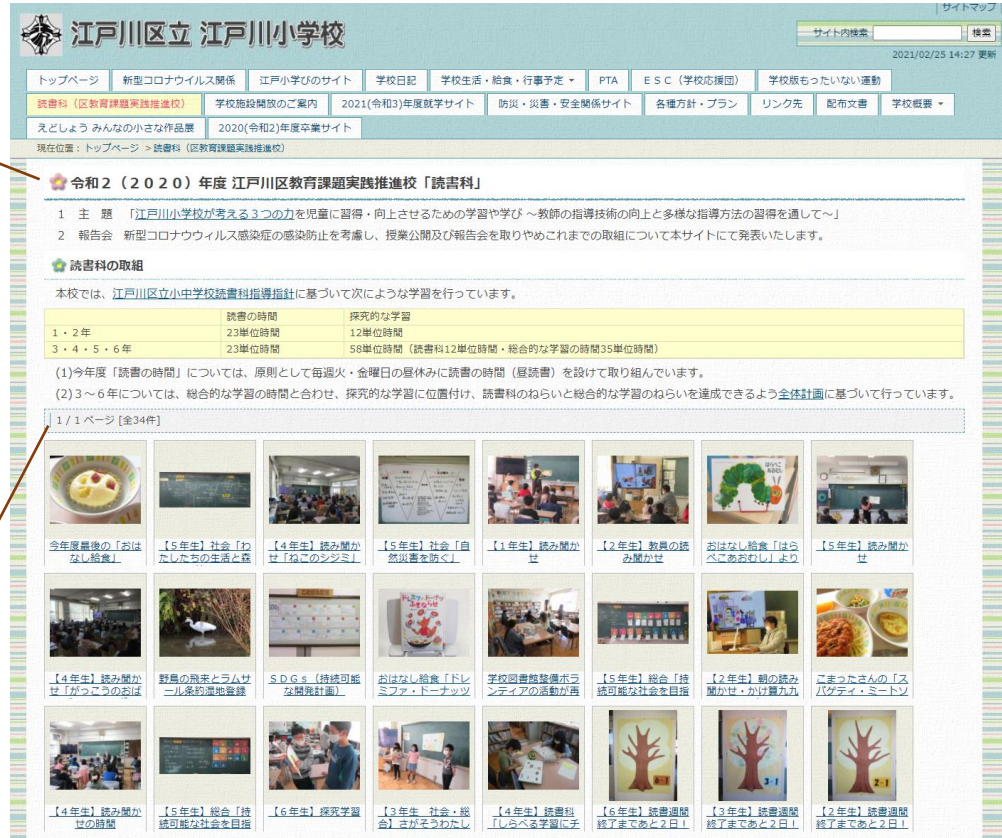 サイトマップ
江戸川区立 江戸川小学校
サイト内検索 検索
2021/02/25 14:27 更新
トップページ 新型コロナウイルス関係 江戸小学びのサイト 学校日記 学校生活・給食・行事予定 PTA ESC（学校応援団） 学校版もったいない運動
読書科（区教育課題実践推進校） 学校施設開放のご案内 2021(令和3)年度就学サイト 防災・災害・安全関係サイト 各種方針・プラン リンク先 配布文書 学校概要
えどしょう みんなの小さな作品展 2020(令和2)年度卒業サイト
現在位置：トップページ ＞読書科（区教育課題実践推進校）
令和２（２０２０）年度 江戸川区教育課題実践推進校「読書科」
１ 主 題 「江戸川小学校が考える３つの力を児童に習得・向上させるための学習や学び ～教師の指導技術の向上と多様な指導方法の習得を通して～」
２ 報告会 新型コロナウウィルス感染症の感染防止を考慮し、授業公開及び報告会を取りやめこれまでの取組について本サイトにて発表いたします。
読書科の取組
本校では、江戸川区立小中学校読書科指導指針に基づいて次にような学習を行っています。
読書の時間 探究的な学習
１・２年 23単位時間 12単位時間
３・４・５・６年 23単位時間 58単位時間（読書科12単位時間・総合的な学習の時間35単位時間）
(1)今年度「読書の時間」については、原則として毎週火・金曜日の昼休みに読書の時間（昼読書）を設けて取り組んでいます。
(2)３～６年については、総合的な学習の時間と合わせ、探究的な学習に位置付け、読書科のねらいと総合的な学習のねらいを達成できるよう全体計画に基づいて行っています。
1 / 1 ページ [全34件]
今年度最後の「おはなし給食」
【５年生】社会「わたしたちの生活と森
【４年生】読み聞かせ「ねこのシジミ」
【５年生】社会「自然災害を防ぐ」
【１年生】読み聞かせ
【２年生】教員の読み聞かせ
おはなし給食「はらぺこあおむし」より
【５年生】読み聞かせ
【４年生】読み聞かせ「がっこうのおば
野鳥の飛来とラムサール条約湿地登録
ＳＤＧｓ（持続可能な開発計画）
おはなし給食「ドレミファ・ドーナッツ
学校図書館整備ボランティアの活動が再
【５年生】総合「持続可能な社会を目指
【２年生】朝の読み聞かせ・かけ算九九
こまったさんの「スパゲティ・ミートソ
【４年生】読み聞かせの時間
【５年生】総合「持続可能な社会を目指
【６年生】探究学習
【３年生 社会・総合】さがそうわたし
【４年生】読書科「しらべる学習にチ
【６年生】読書週間終了まであと２日！
【３年生】読書週間終了まであと２日！
【２年生】読書週間終了まであと２日！